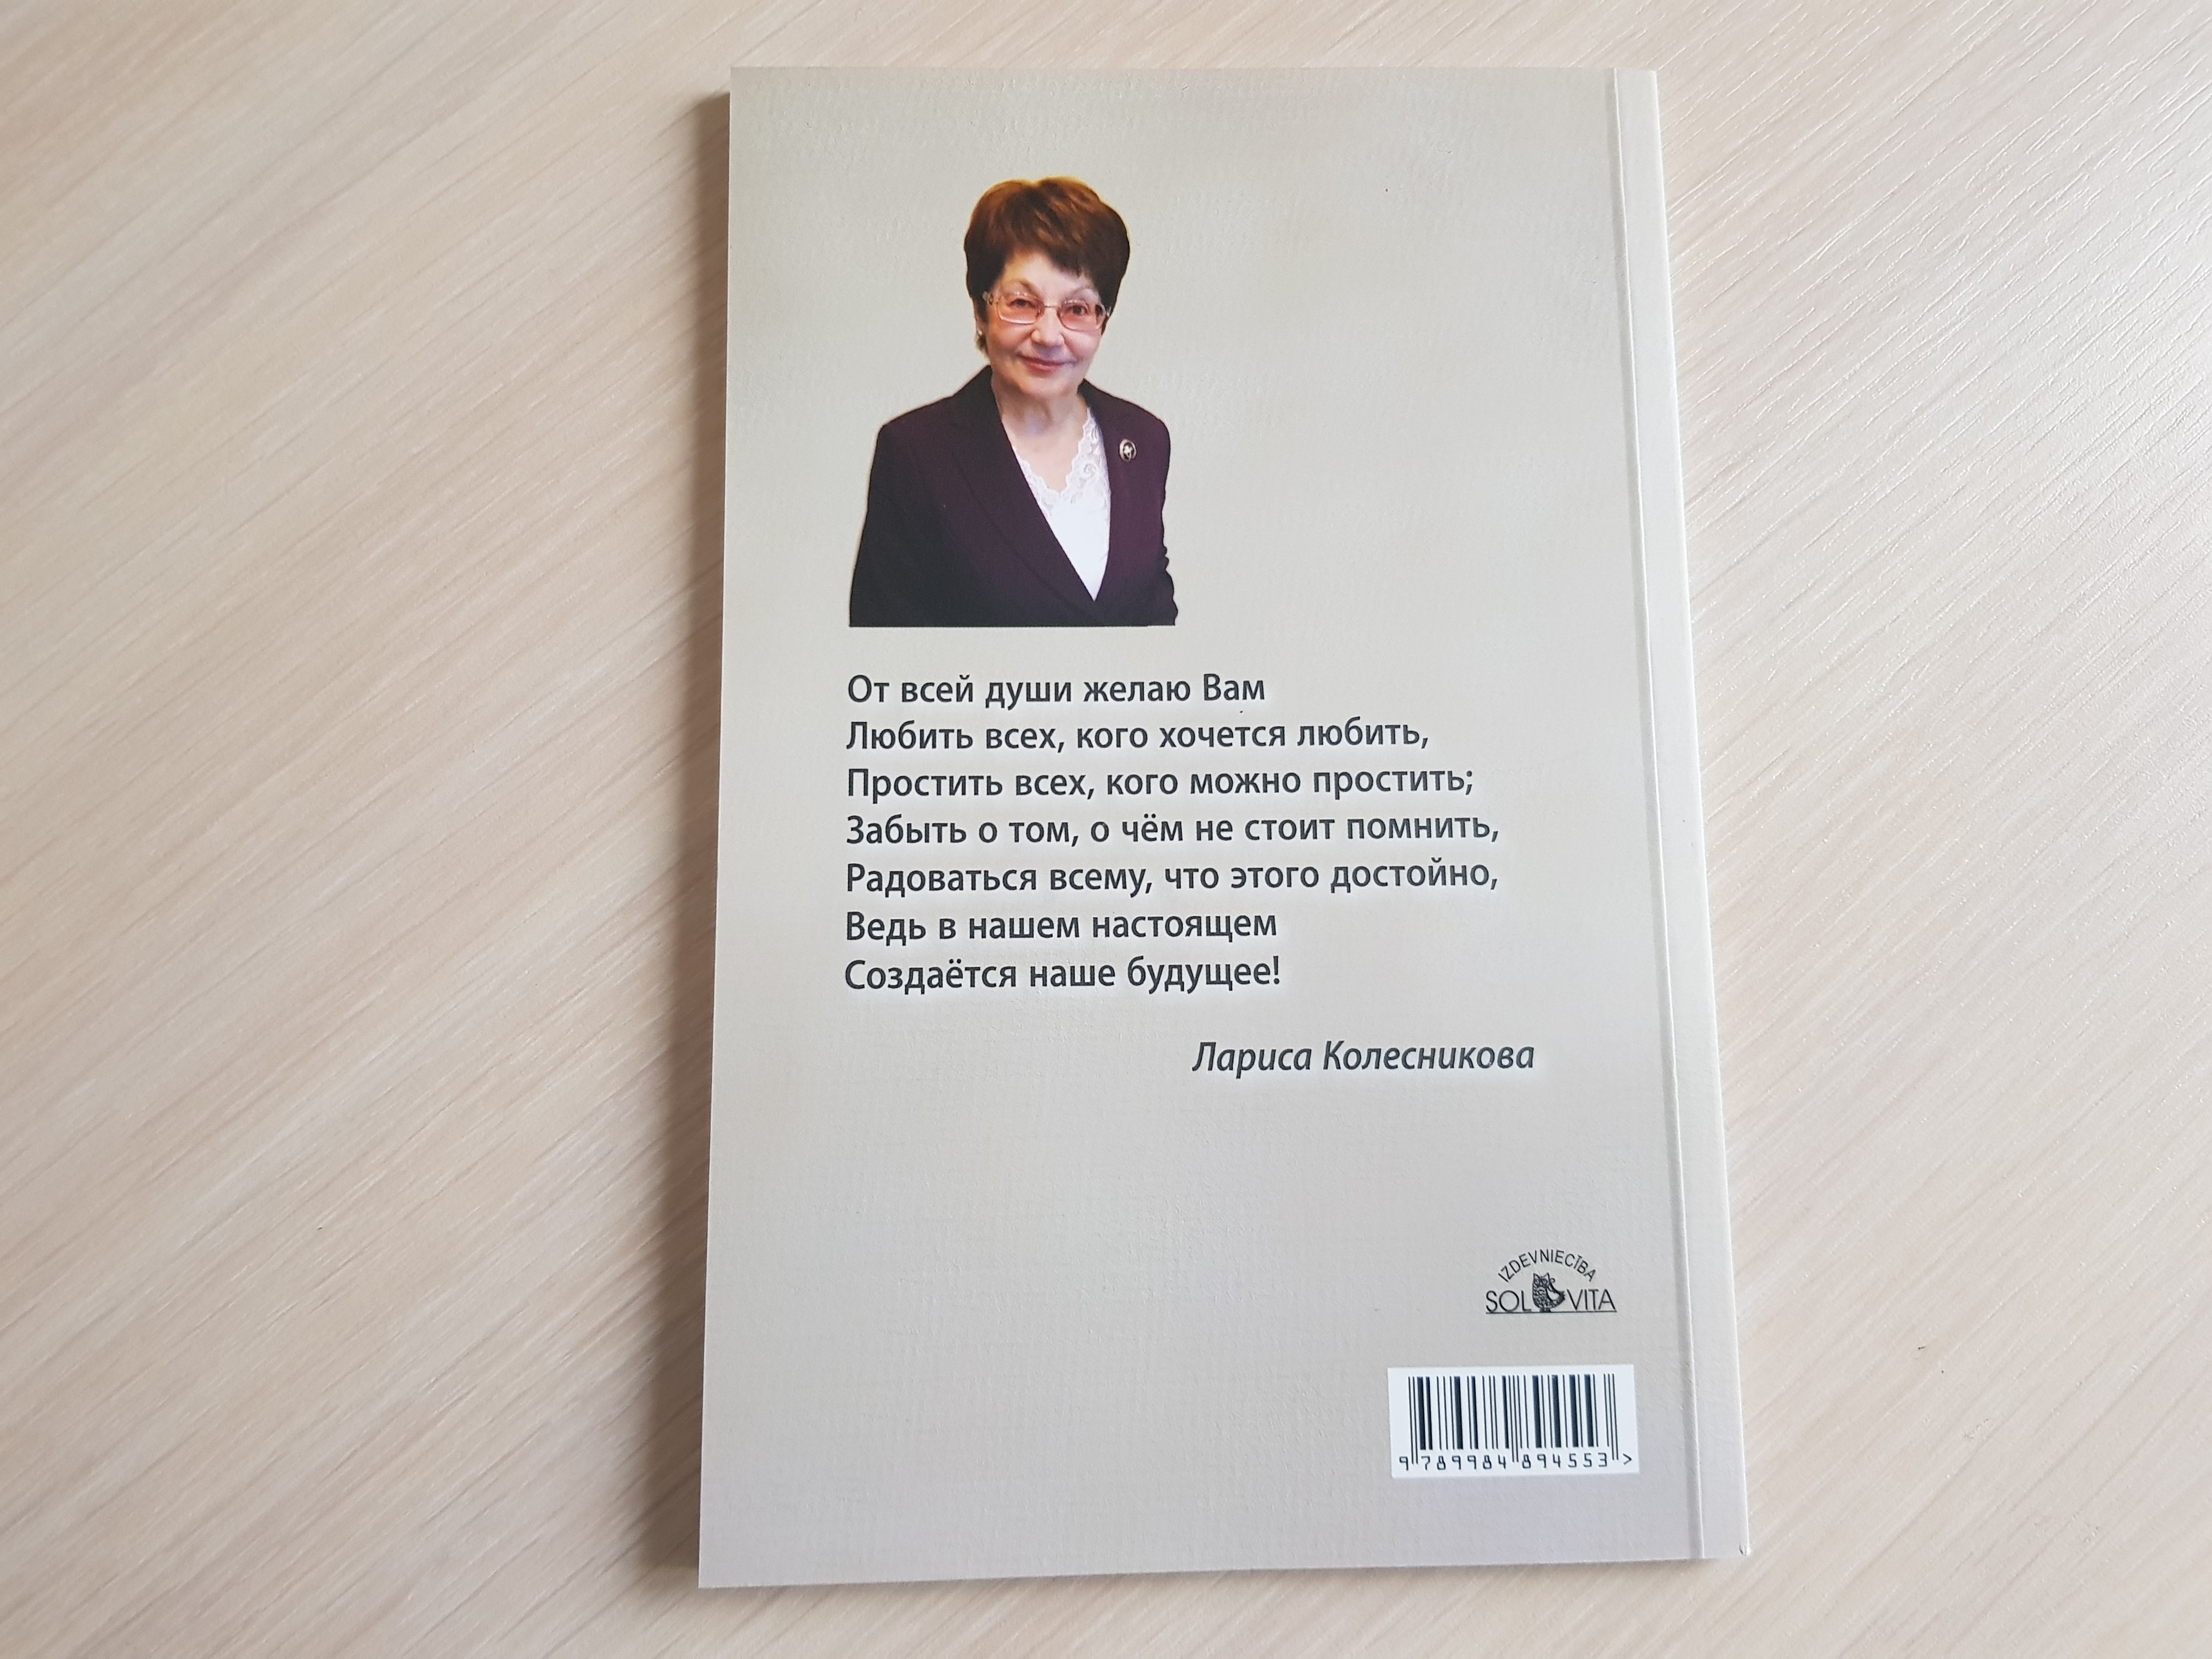 От всей души желаю Вам
Любить всех, кого хочется любить,
Простить всех, кого можно простить;
Забыть о том, о чём не стоит помнить,
Радоваться всему, что этого достойно,
Ведь в нашем настоящем
Создаётся наше будущее!
Лариса Колесникова
IZDEVNIECĪBA
SOL VITA
9 789984 894553 >